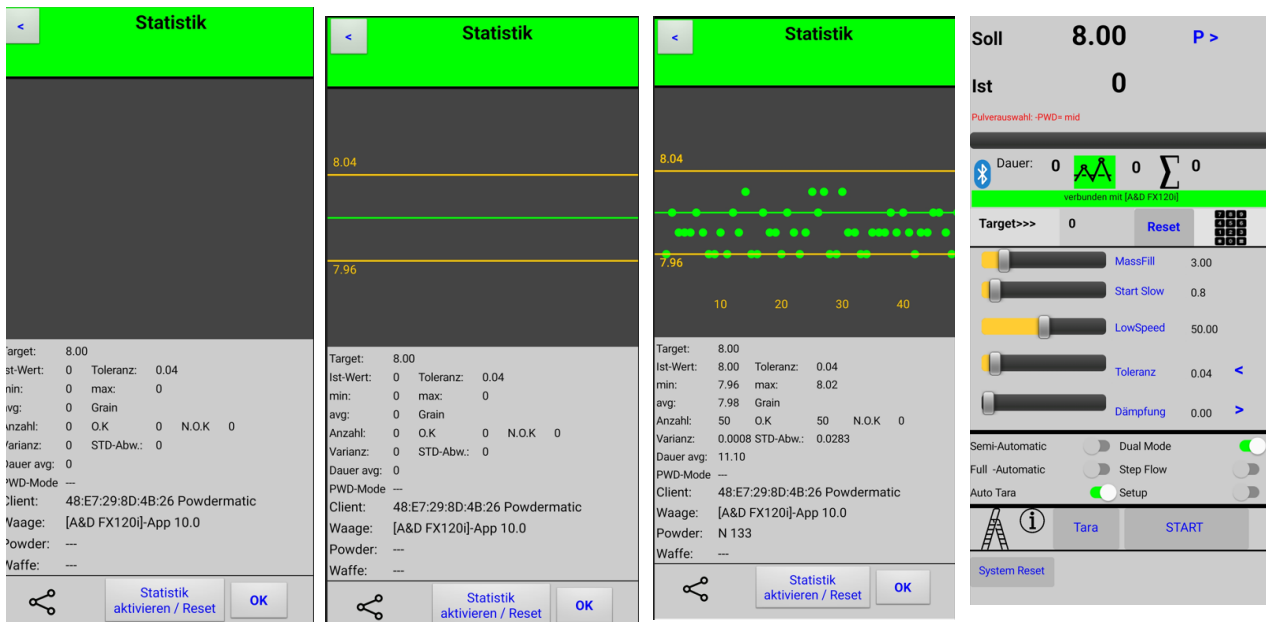 <
Statistik
Target: 8.00
Ist-Wert: 0 Toleranz: 0.04
min: 0 max: 0
avg: 0 Grain
Anzahl: 0 O.K 0 N.O.K 0
Varianz: 0 STD-Abw.: 0
Dauer avg: 0
PWD-Mode ---
Client: 48:E7:29:8D:4B:26 Powdermatic
Waage: [A&D FX120i]-App 10.0
Powder: ---
Waffe: ---
Statistik
aktivieren / Reset
OK
<
Statistik
8.04
7.96
Target: 8.00
Ist-Wert: 0 Toleranz: 0.04
min: 0 max: 0
avg: 0 Grain
Anzahl: 0 O.K 0 N.O.K 0
Varianz: 0 STD-Abw.: 0
Dauer avg: 0
PWD-Mode ---
Client: 48:E7:29:8D:4B:26 Powdermatic
Waage: [A&D FX120i]-App 10.0
Powder: ---
Waffe: ---
Statistik
aktivieren / Reset
OK
<
Statistik
8.04
7.96
10 20 30 40
Target: 8.00
Ist-Wert: 8.00 Toleranz: 0.04
min: 7.96 max: 8.02
avg: 7.98 Grain
Anzahl: 50 O.K 50 N.O.K 0
Varianz: 0.0008 STD-Abw.: 0.0283
Dauer avg: 11.10
PWD-Mode ---
Client: 48:E7:29:8D:4B:26 Powdermatic
Waage: [A&D FX120i]-App 10.0
Powder: N 133
Waffe: ---
Statistik
aktivieren / Reset
OK
Soll 8.00 P >
Ist 0
Pulverauswahl: -PWD= mid
Dauer: 0 0 ∑ 0
verbunden mit [A&D FX120i]
Target>>> 0 Reset
MassFill 3.00
Start Slow 0.8
LowSpeed 50.00
Toleranz 0.04 <
Dämpfung 0.00 >
Semi-Automatic Dual Mode
Full -Automatic Step Flow
Auto Tara Setup
Tara START
System Reset